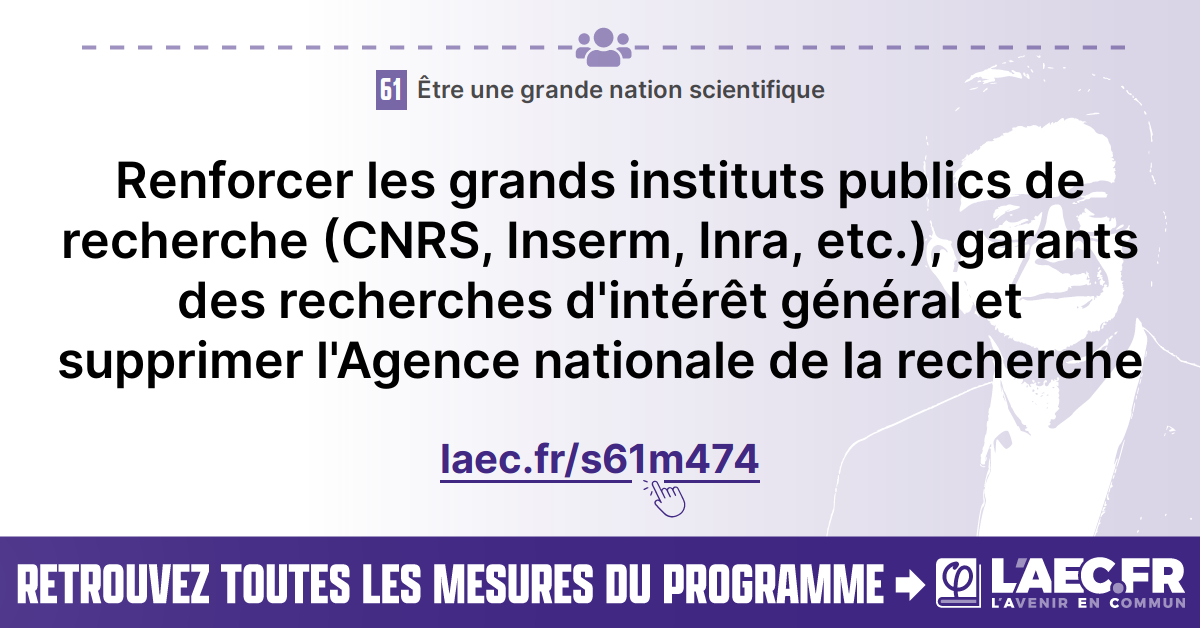 61 Être une grande nation scientifique
Renforcer les grands instituts publics de
recherche (CNRS, Inserm, Inra, etc.), garants
des recherches d'intérêt général et
supprimer l'Agence nationale de la recherche
laec.fr/s61m474
RETROUVEZ TOUTES LES MESURES DU PROGRAMME
φ L'AEC.FR
L'AVENIR EN COMMUN